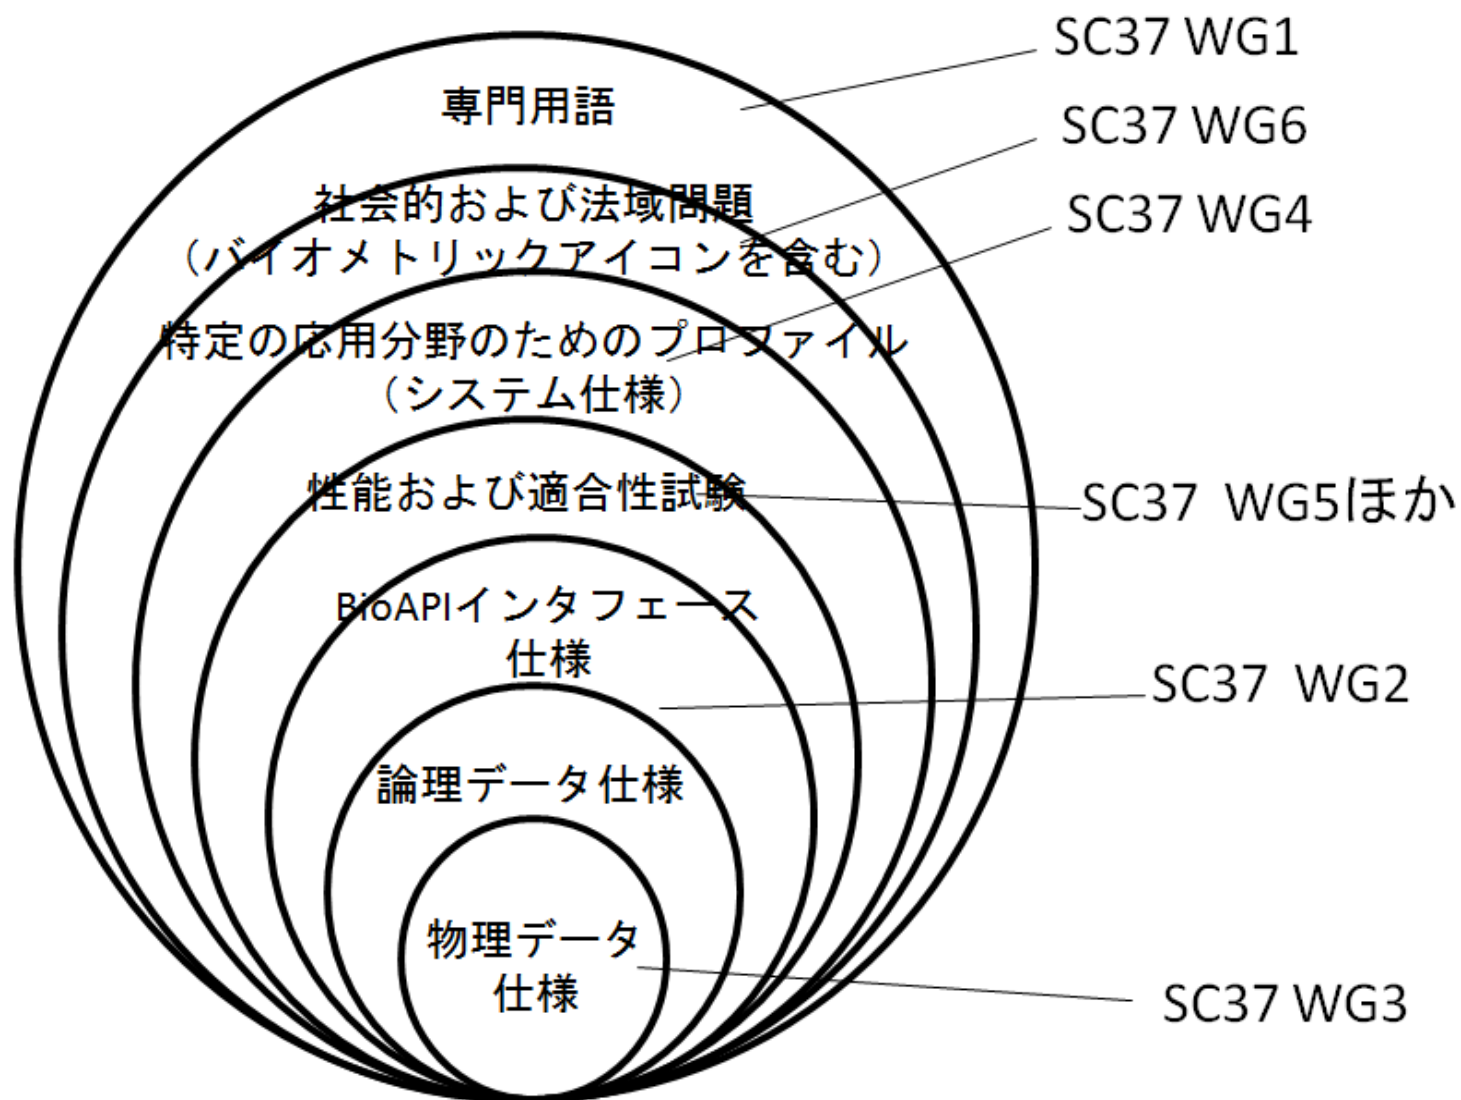 専門用語
SC37 WG1
社会的および法域問題
（バイオメトリックアイコンを含む）
SC37 WG6
特定の応用分野のためのプロファイル
（システム仕様）
SC37 WG4
性能および適合性試験
SC37 WG5ほか
BioAPIインタフェース
仕様
SC37 WG2
論理データ仕様
物理データ
仕様
SC37 WG3